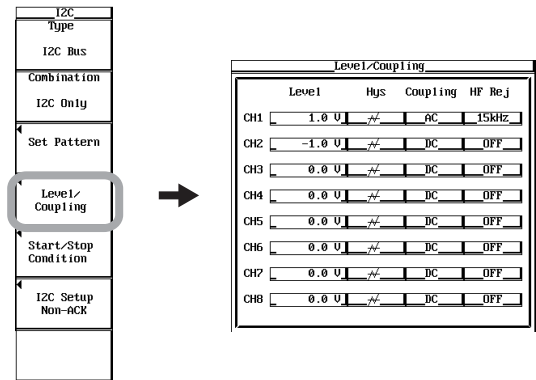 I2C
Type
I2C Bus
Combination
I2C Only
Set Pattern
Level/
Coupling
Start/Stop
Condition
I2C Setup
Non-ACK
Level/Coupling
Level Hys Coupling HF Rej
CH1 1.0 V AC 15kHz
CH2 -1.0 V DC OFF
CH3 0.0 V DC OFF
CH4 0.0 V DC OFF
CH5 0.0 V DC OFF
CH6 0.0 V DC OFF
CH7 0.0 V DC OFF
CH8 0.0 V DC OFF